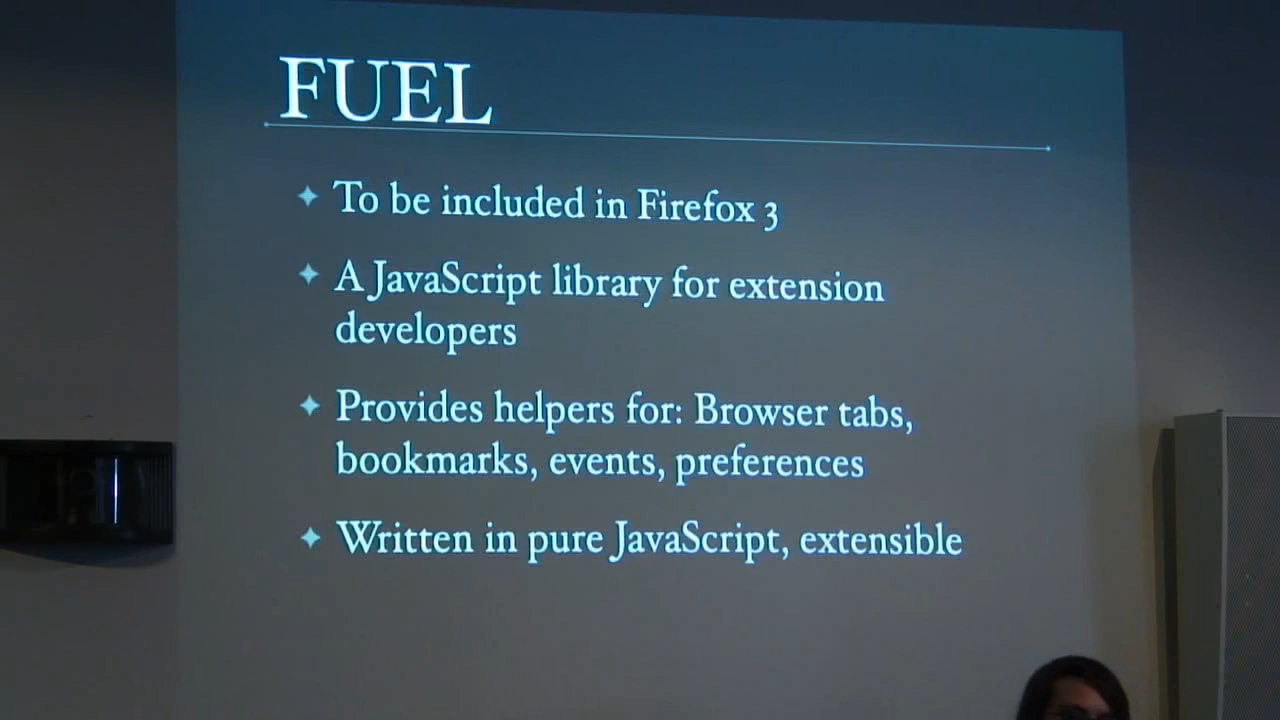 FUEL
To be included in Firefox 3
A JavaScript library for extension
developers
Provides helpers for: Browser tabs,
bookmarks, events, preferences
Written in pure JavaScript, extensible